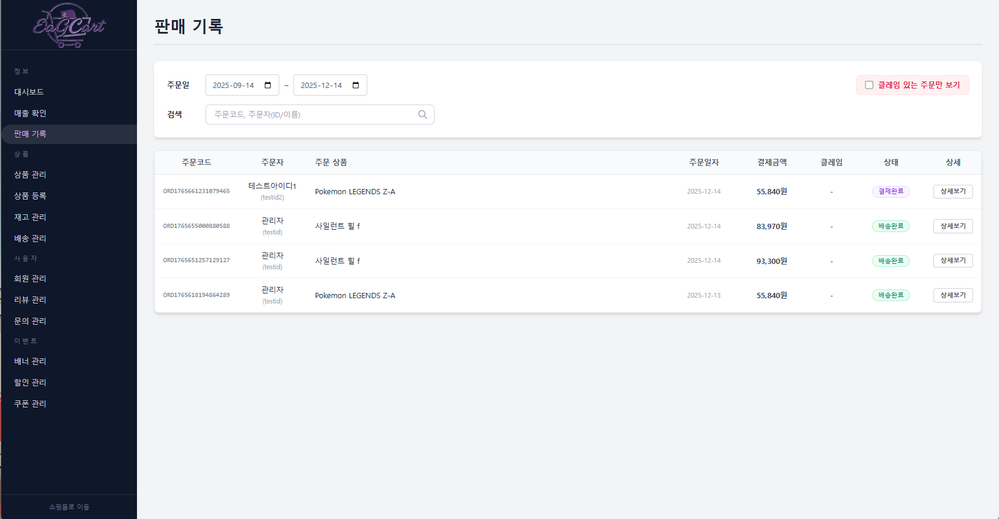 EaGCart
정보
대시보드
매출 확인
판매 기록
상품
상품 관리
상품 등록
재고 관리
배송 관리
사용자
회원 관리
리뷰 관리
문의 관리
이벤트
배너 관리
할인 관리
쿠폰 관리
쇼핑몰로 이동
판매 기록
주문일 2025-09-14 ~ 2025-12-14 클레임 있는 주문만 보기
검색 주문코드, 주문자(ID/이름)
주문코드 주문자 주문 상품 주문일자 결제금액 클레임 상태 상세
ORD1765661231079465 테스트아이디1 (testid2) Pokemon LEGENDS Z-A 2025-12-14 55,840원 - 결제완료 상세보기
ORD1765655000880588 관리자 (testid) 사일런트 힐 f 2025-12-14 83,970원 - 배송완료 상세보기
ORD1765651257129127 관리자 (testid) 사일런트 힐 f 2025-12-14 93,300원 - 배송완료 상세보기
ORD1765618194864289 관리자 (testid) Pokemon LEGENDS Z-A 2025-12-13 55,840원 - 배송완료 상세보기